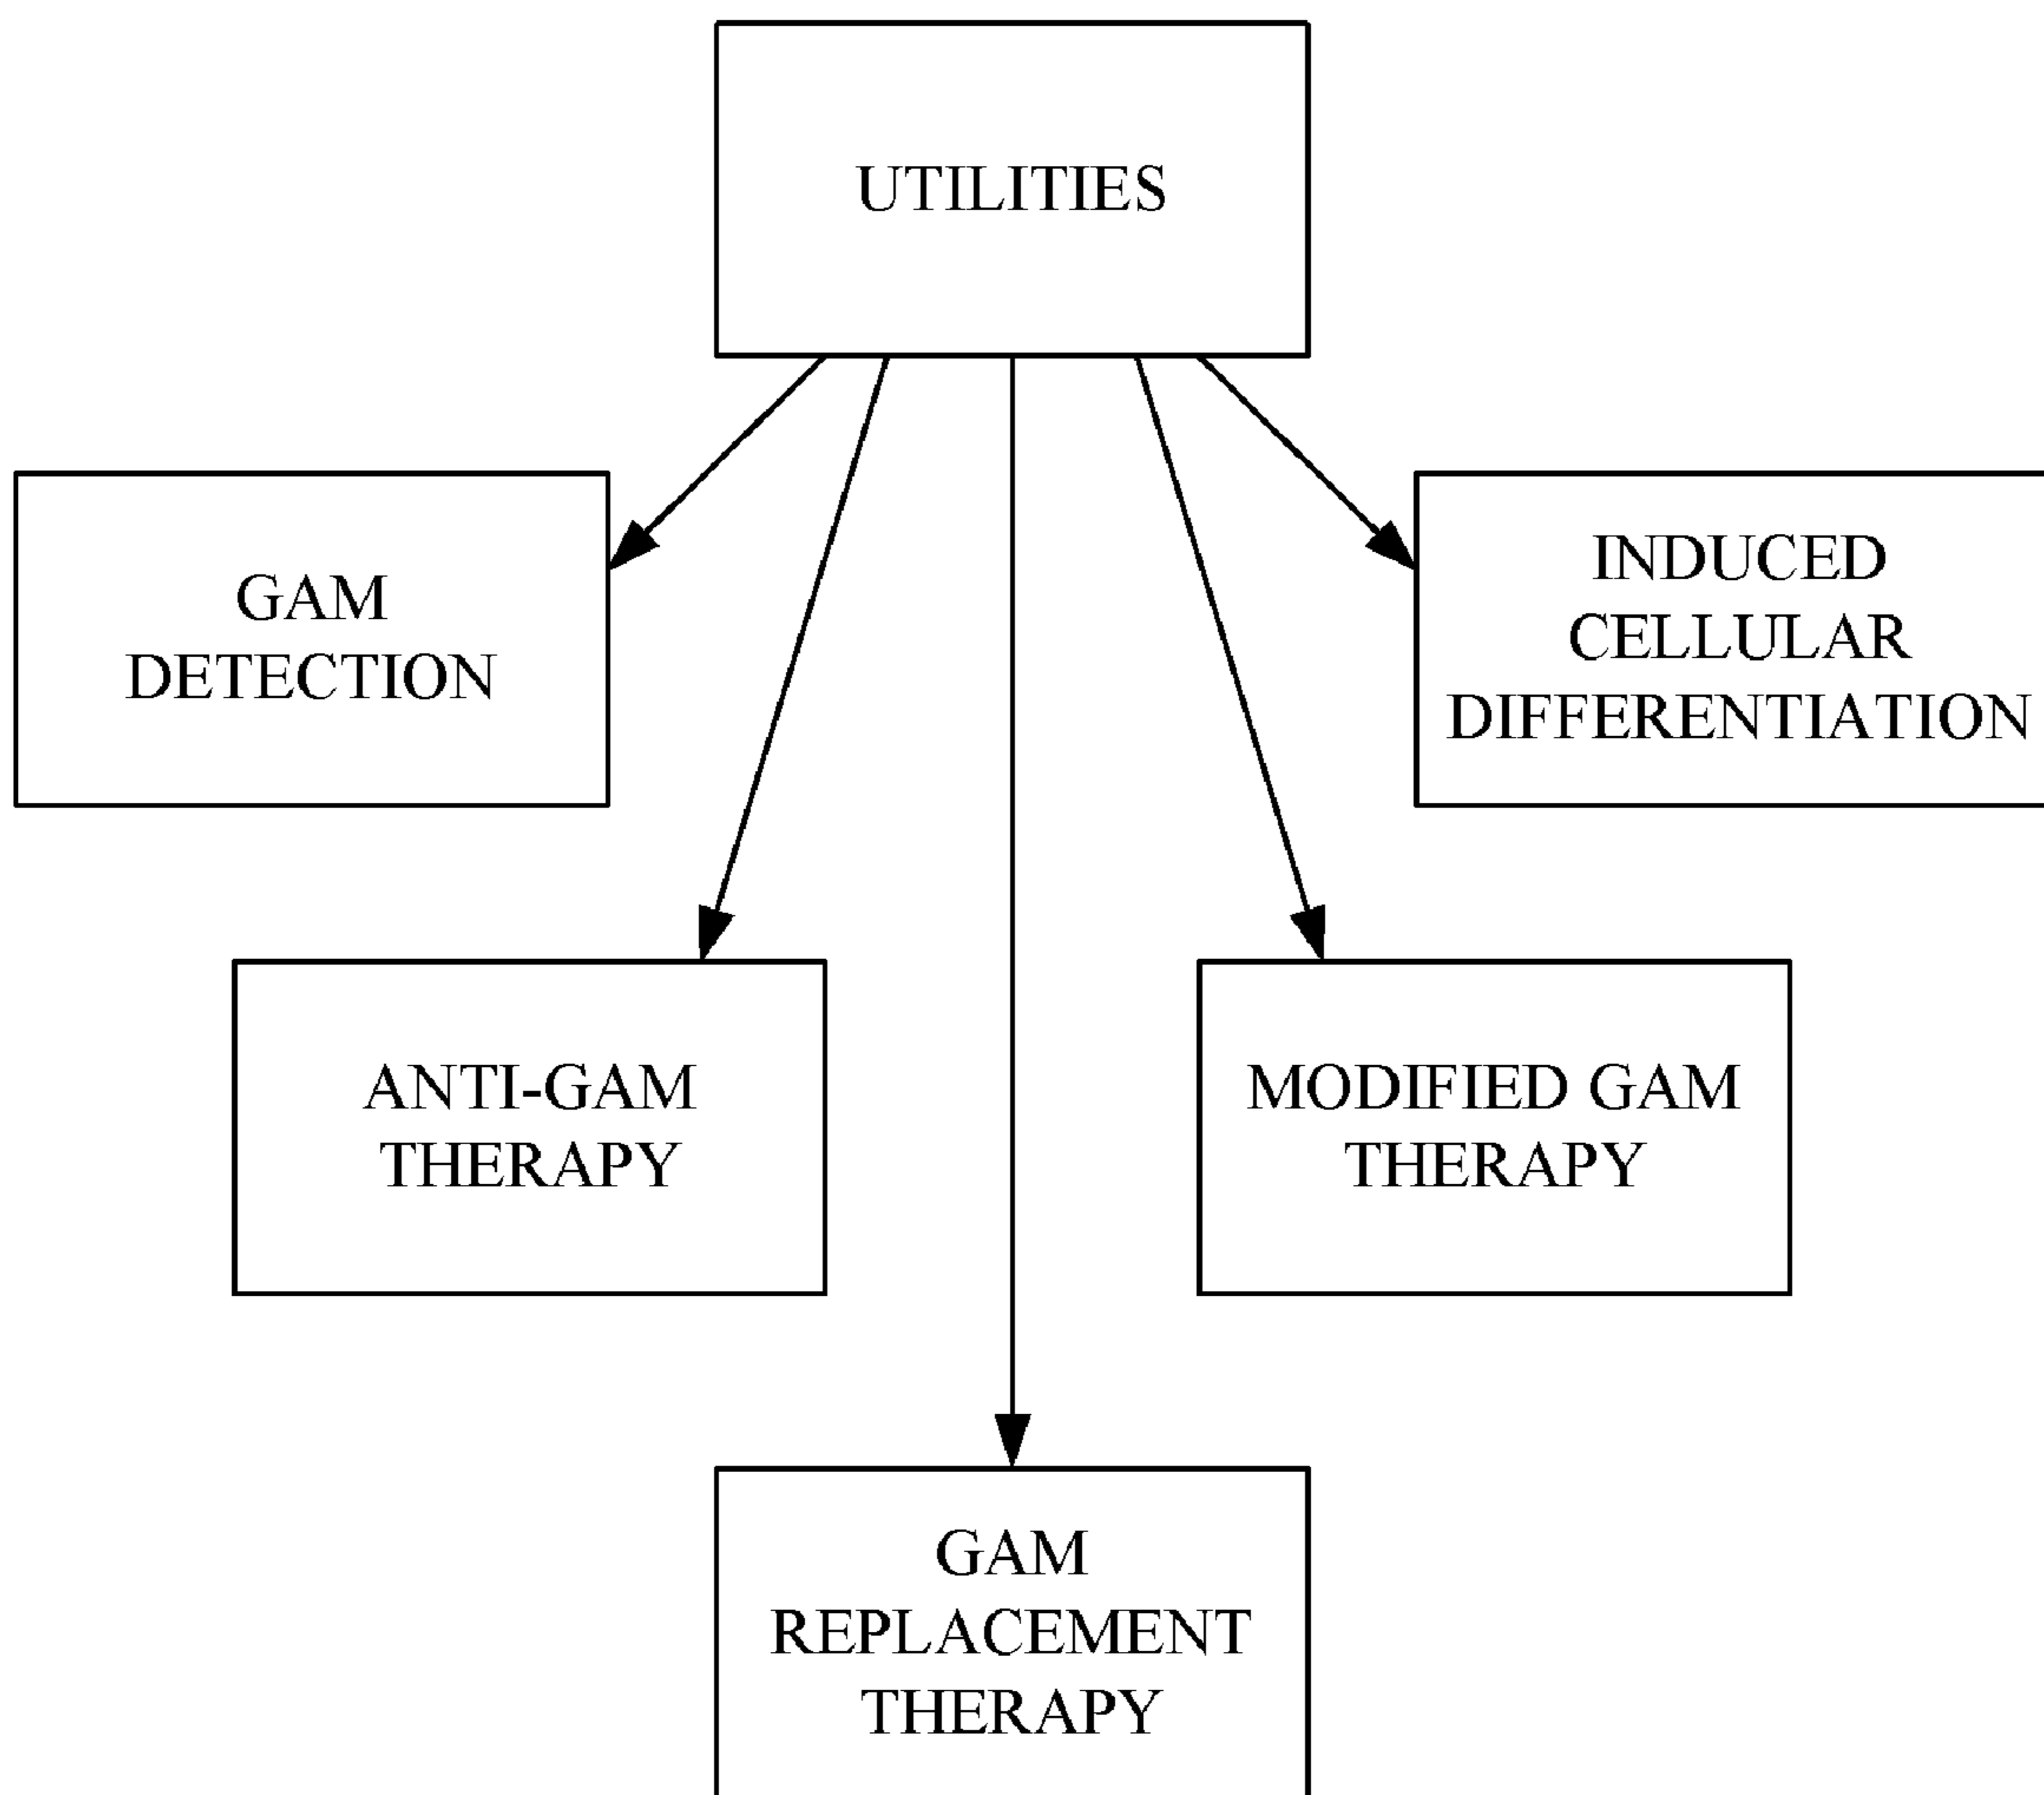 UTILITIES
GAM
DETECTION
INDUCED
CELLULAR
DIFFERENTIATION
ANTI-GAM
THERAPY
MODIFIED GAM
THERAPY
GAM
REPLACEMENT
THERAPY